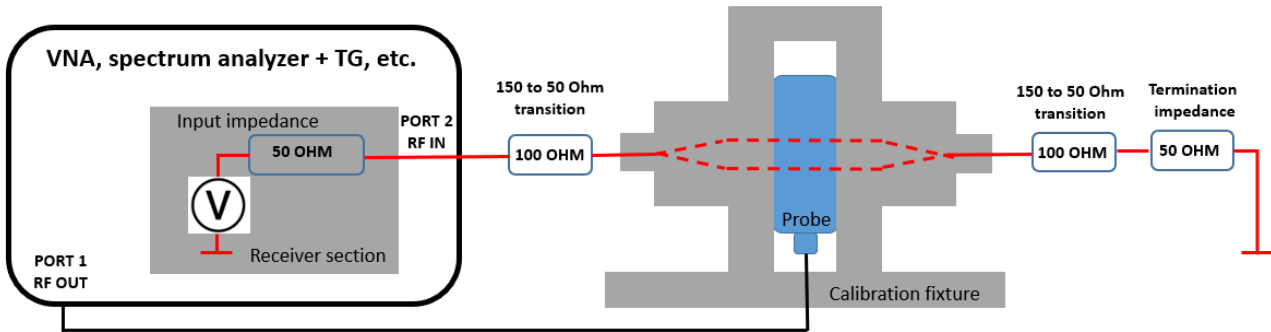 VNA, spectrum analyzer + TG, etc.
Input impedance
50 OHM
V
Receiver section
PORT 2
RF IN
PORT 1
RF OUT
150 to 50 Ohm
transition
100 OHM
Probe
Calibration fixture
150 to 50 Ohm
transition
100 OHM
Termination
impedance
50 OHM